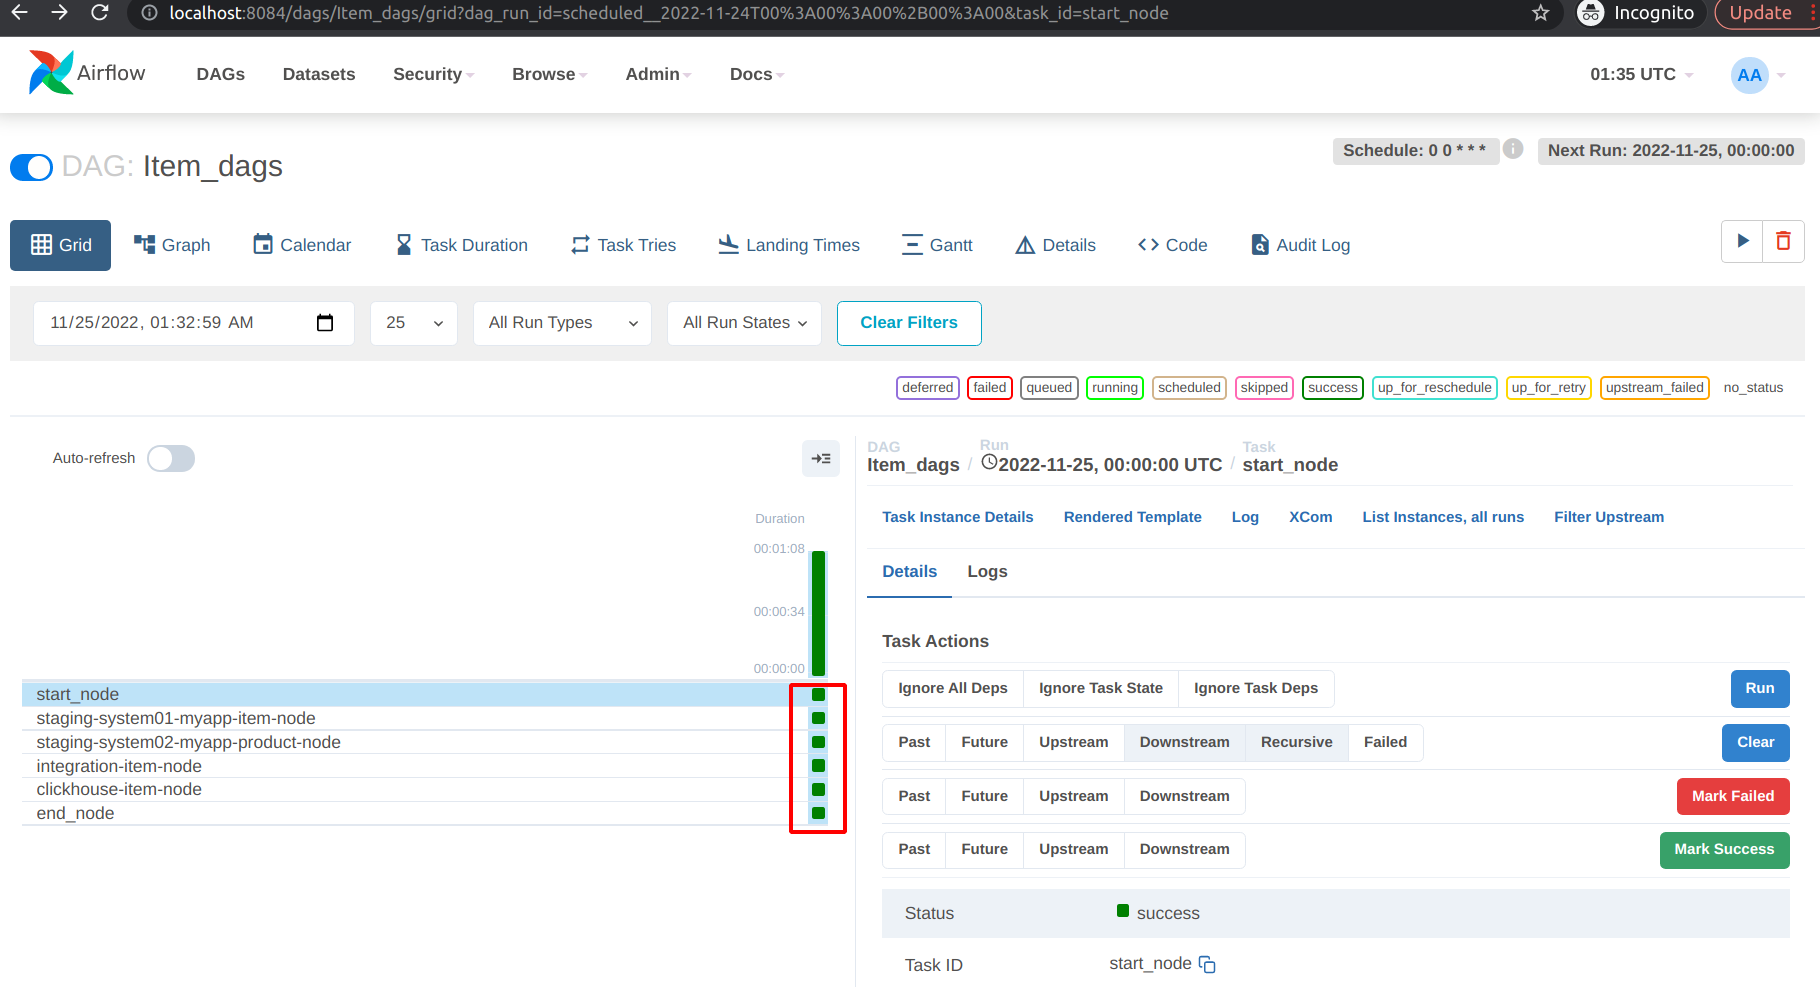 localhost:8084/dags/Item_dags/grid?dag_run_id=scheduled__2022-11-24T00%3A00%3A00%2B00%3A00&task_id=start_node Incognito Update
Airflow DAGs Datasets Security Browse Admin Docs 01:35 UTC AA
DAG: Item_dags Schedule: 0 0 * * * i Next Run: 2022-11-25, 00:00:00
Grid Graph Calendar Task Duration Task Tries Landing Times Gantt Details Code Audit Log
11/25/2022, 01:32:59 AM 25 All Run Types All Run States Clear Filters
deferred failed queued running scheduled skipped success up_for_reschedule up_for_retry upstream_failed no_status
Auto-refresh
Duration
00:01:08
00:00:34
00:00:00
start_node
staging-system01-myapp-item-node
staging-system02-myapp-product-node
integration-item-node
clickhouse-item-node
end_node
DAG Run Task
Item_dags / 2022-11-25, 00:00:00 UTC / start_node
Task Instance Details Rendered Template Log XCom List Instances, all runs Filter Upstream
Details Logs
Task Actions
Ignore All Deps Ignore Task State Ignore Task Deps Run
Past Future Upstream Downstream Recursive Failed Clear
Past Future Upstream Downstream Mark Failed
Past Future Upstream Downstream Mark Success
Status success
Task ID start_node